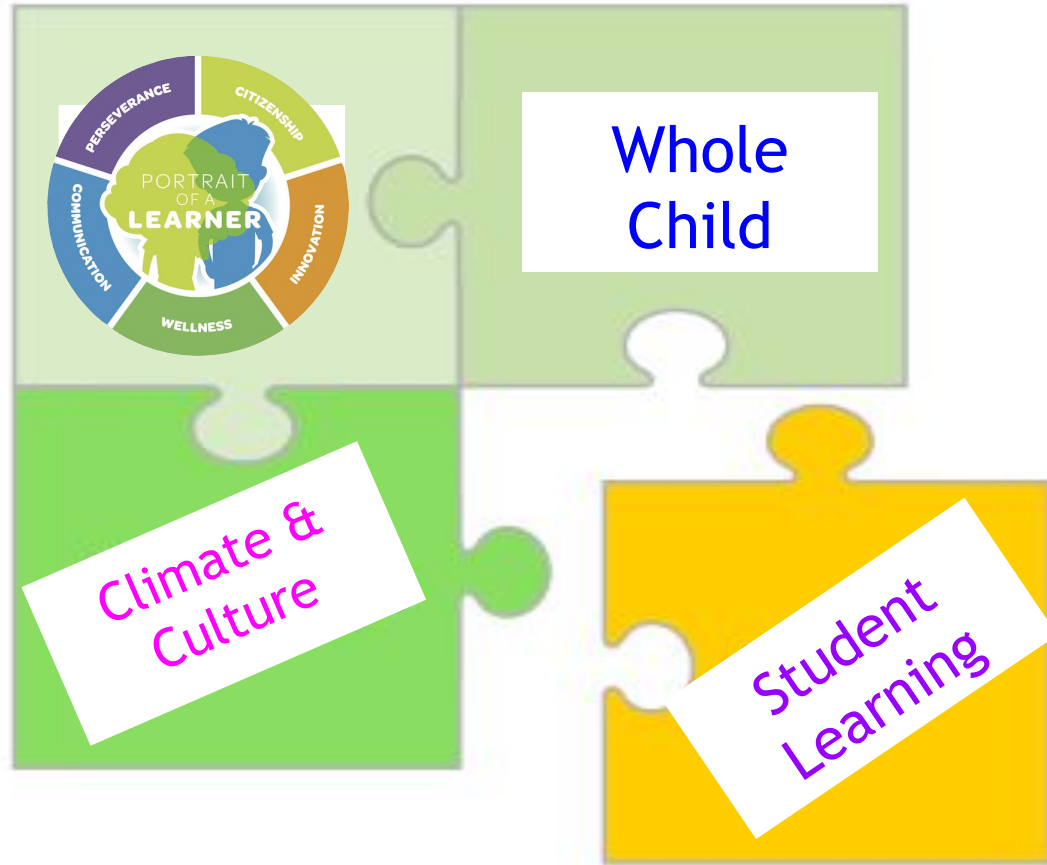 PERSEVERANCE
CITIZENSHIP
COMMUNICATION
INNOVATION
WELLNESS
PORTRAIT
OF A
LEARNER
Whole
Child
Climate &
Culture
Student
Learning